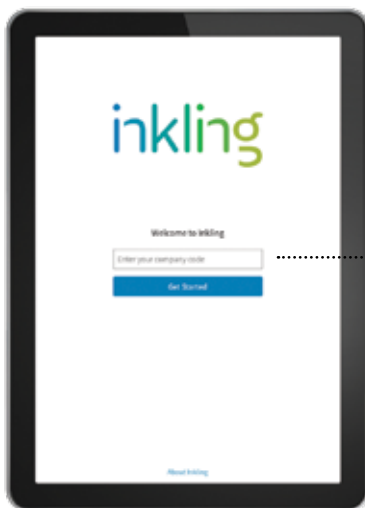 inkling
Welcome to Inkling
Enter your company code
Get Started
About Inkling